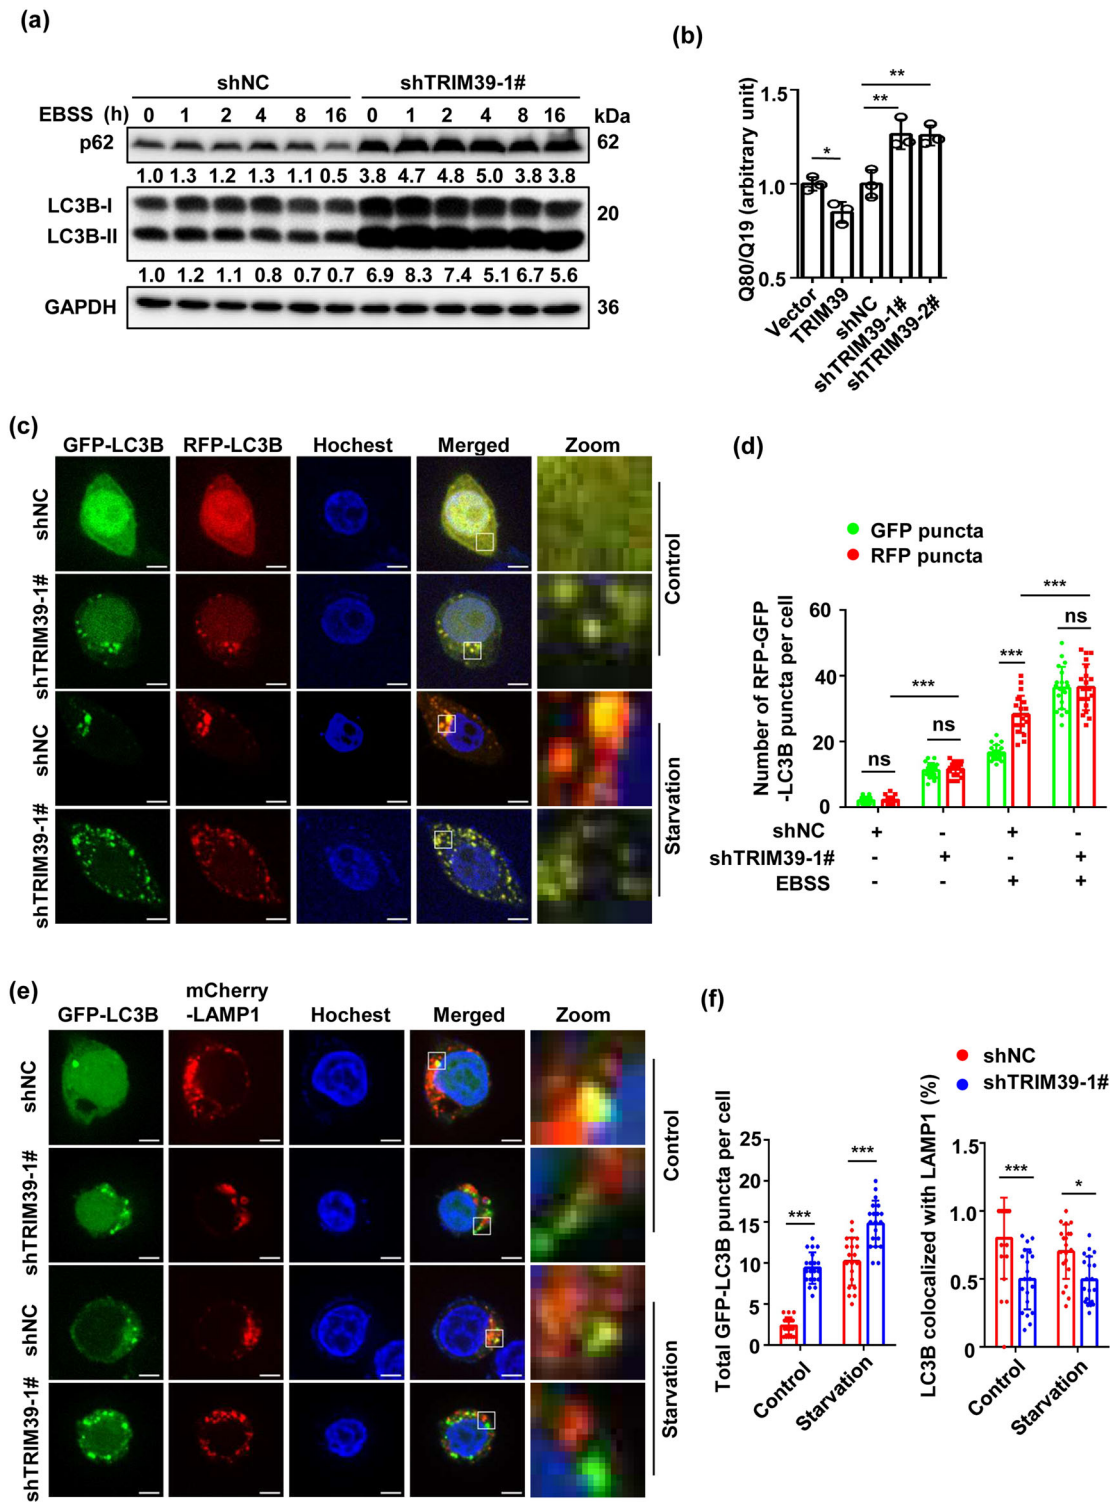 (a)
shNC shTRIM39-1#
EBSS (h) 0 1 2 4 8 16 0 1 2 4 8 16 kDa
p62 62
1.0 1.3 1.2 1.3 1.1 0.5 3.8 4.7 4.8 5.0 3.8 3.8
LC3B-I 20
LC3B-II
1.0 1.2 1.1 0.8 0.7 0.7 6.9 8.3 7.4 5.1 6.7 5.6
GAPDH 36
(b)
Q80/Q19 (arbitrary unit)
1.5
1.0
0.5
*
**
**
Vector
TRIM39
shNC
shTRIM39-1#
shTRIM39-2#
(c)
GFP-LC3B RFP-LC3B Hochest Merged Zoom
shNC
shTRIM39-1#
shNC
shTRIM39-1#
Control
Starvation
(d)
GFP puncta
RFP puncta
Number of RFP-GFP
-LC3B puncta per cell
60
40
20
0
ns
***
ns
***
***
ns
shNC + - + -
shTRIM39-1# - + - +
EBSS - - + +
(e)
GFP-LC3B mCherry
-LAMP1 Hochest Merged Zoom
shNC
shTRIM39-1#
shNC
shTRIM39-1#
Control
Starvation
(f)
shNC
shTRIM39-1#
Total GFP-LC3B puncta per cell
25
20
15
10
5
0
***
***
Control
Starvation
LC3B colocalized with LAMP1 (%)
1.5
1.0
0.5
0
***
*
Control
Starvation